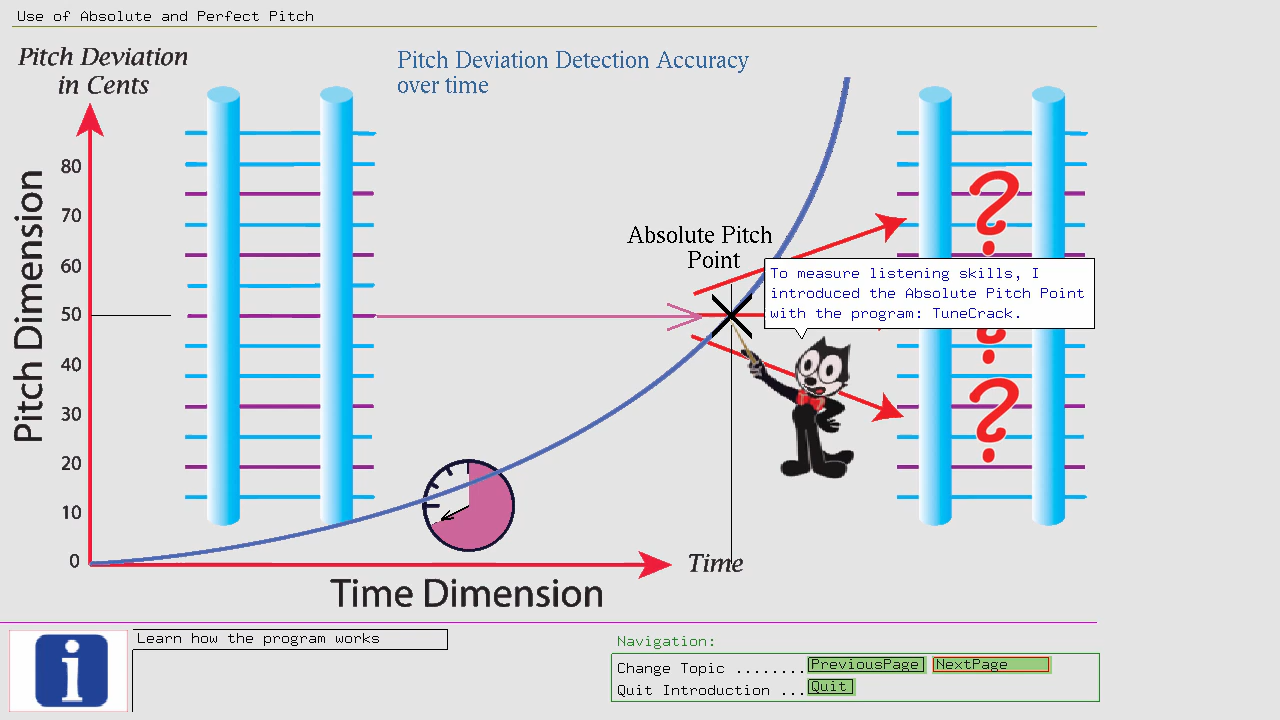 Use of Absolute and Perfect Pitch
Pitch Deviation
in Cents
Pitch Deviation Detection Accuracy
over time
Pitch Dimension
80
70
60
50
40
30
20
10
0
Absolute Pitch
Point
To measure listening skills, I
introduced the Absolute Pitch Point
with the program: TuneCrack.
?
?
?
Time
Time Dimension
i
Learn how the program works
Navigation:
Change Topic ........PreviousPage NextPage
Quit Introduction ...Quit